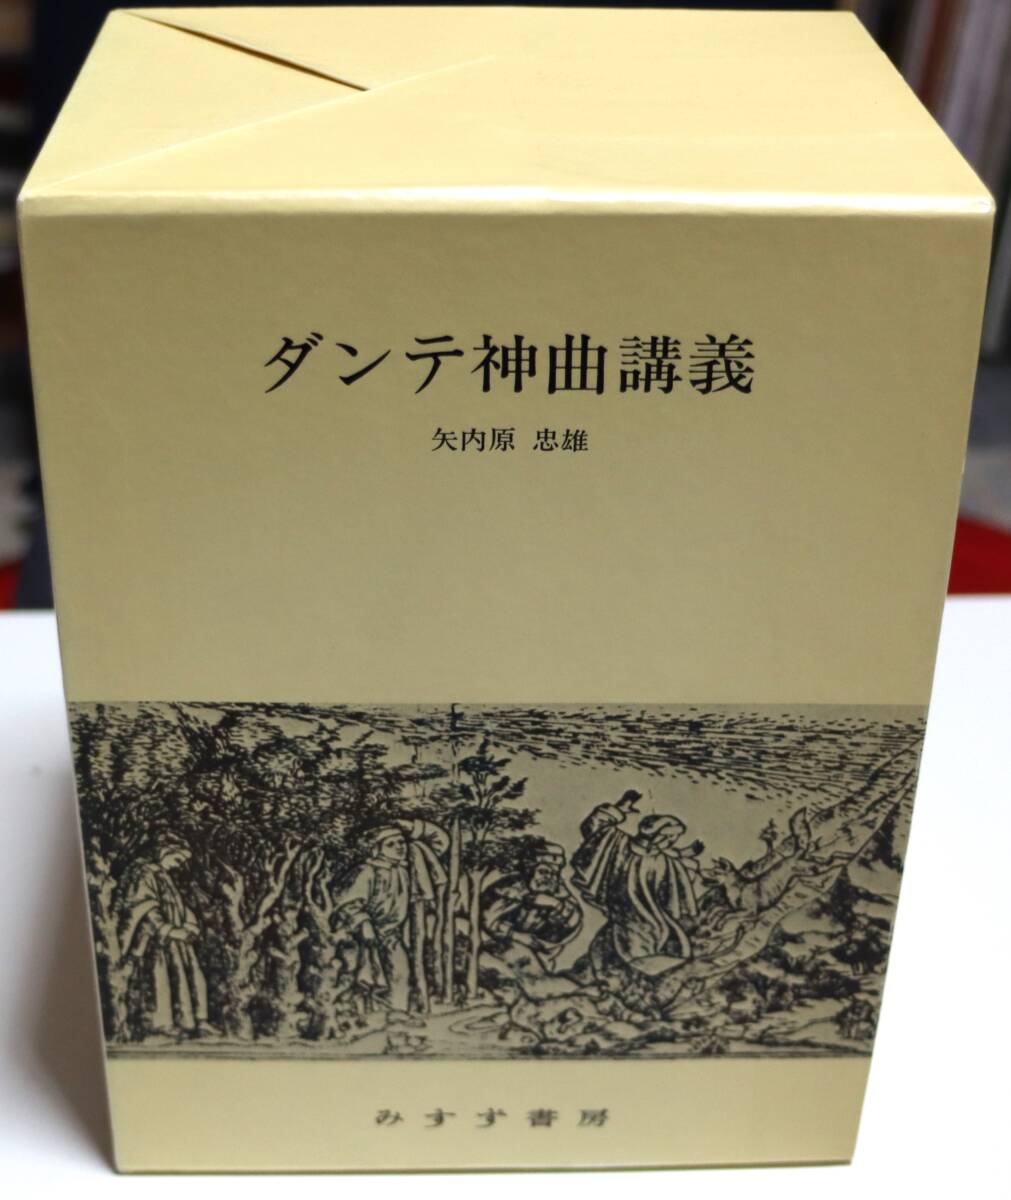 ダンテ神曲講義
矢内原 忠雄
みすず書房